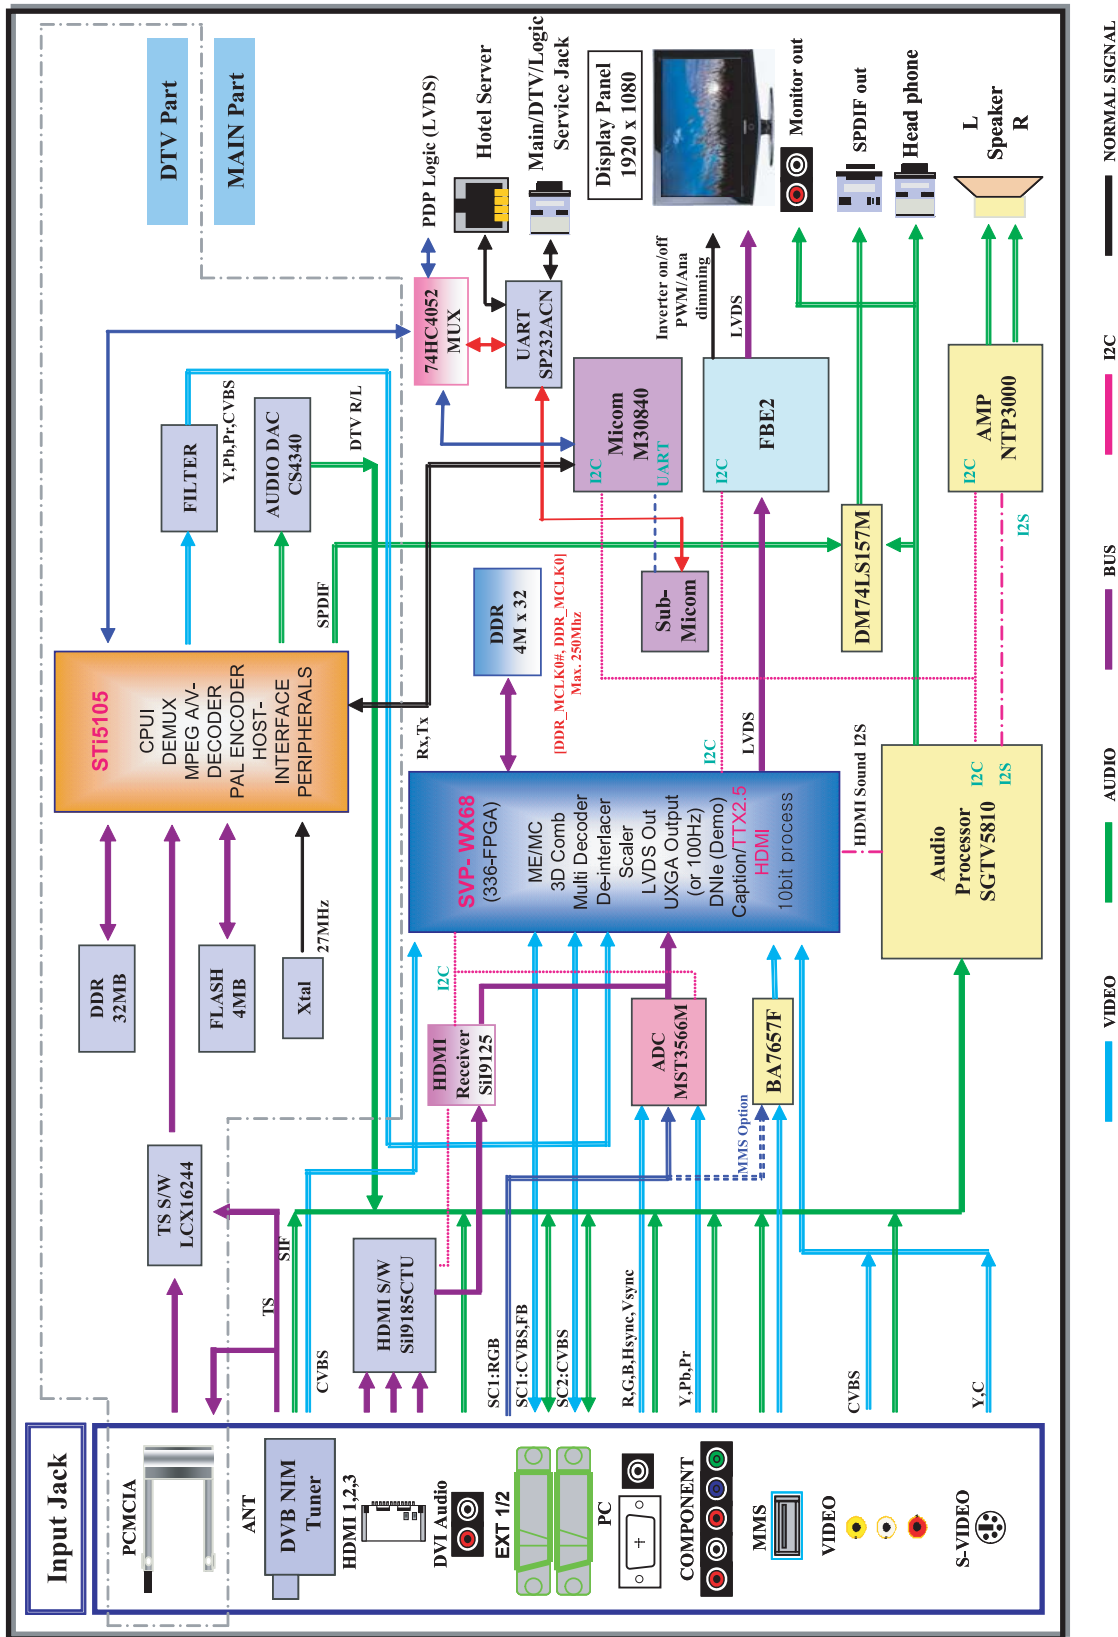 Input Jack
PCMCIA
ANT
DVB NIM
Tuner
HDMI 1,2,3
DVI Audio
EXT 1/2
PC
COMPONENT
MMS
VIDEO
S-VIDEO
DTV Part
MAIN Part
TS S/W
LCX16244
TS
SIF
CVBS
HDMI S/W
SiI9185CTU
SC1:RGB
SC1:CVBS,FB
SC2:CVBS
R,G,B,Hsync,Vsync
Y,Pb,Pr
CVBS
Y,C
MMS Option
DDR
32MB
FLASH
4MB
Xtal
27MHz
HDMI
Receiver
SiI9125
I2C
ADC
MST3566M
BA7657F
STi5105
CPUI
DEMUX
MPEG A/V-
DECODER
PAL ENCODER
HOST-
INTERFACE
PERIPHERALS
SVP- WX68
(336-FPGA)
ME/MC
3D Comb
Multi Decoder
De-interlacer
Scaler
LVDS Out
UXGA Output
(or 100Hz)
DNIe (Demo)
Caption/TTX2.5
HDMI
10bit process
HDMI Sound I2S
Audio
Processor
SGTV5810
I2C
I2S
FILTER
Y,Pb,Pr,CVBS
AUDIO DAC
CS4340
DTV R/L
SPDIF
Rx,Tx
DDR
4M x 32
[DDR_MCLK0#, DDR_MCLK0]
Max. 250Mhz
Sub-
Micom
I2C
LVDS
DM74LS157M
74HC4052
MUX
UART
SP232ACN
Micom
M30840
I2C
UART
FBE2
I2C
AMP
NTP3000
I2C
I2S
PDP Logic (LVDS)
Hotel Server
Main/DTV/Logic
Service Jack
Display Panel
1920 x 1080
Inverter on/off
PWM/Ana
dimming
LVDS
Monitor out
SPDIF out
Head phone
L
Speaker
R
VIDEO
AUDIO
BUS
I2C
NORMAL SIGNAL